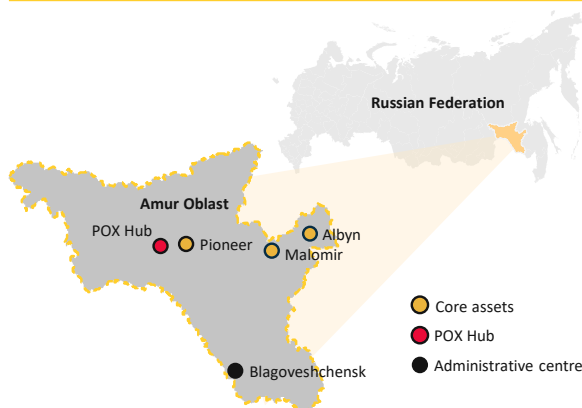 Russian Federation
Amur Oblast
POX Hub
Pioneer
Albyn
Malomir
Core assets
POX Hub
Blagoveshchensk
Administrative centre